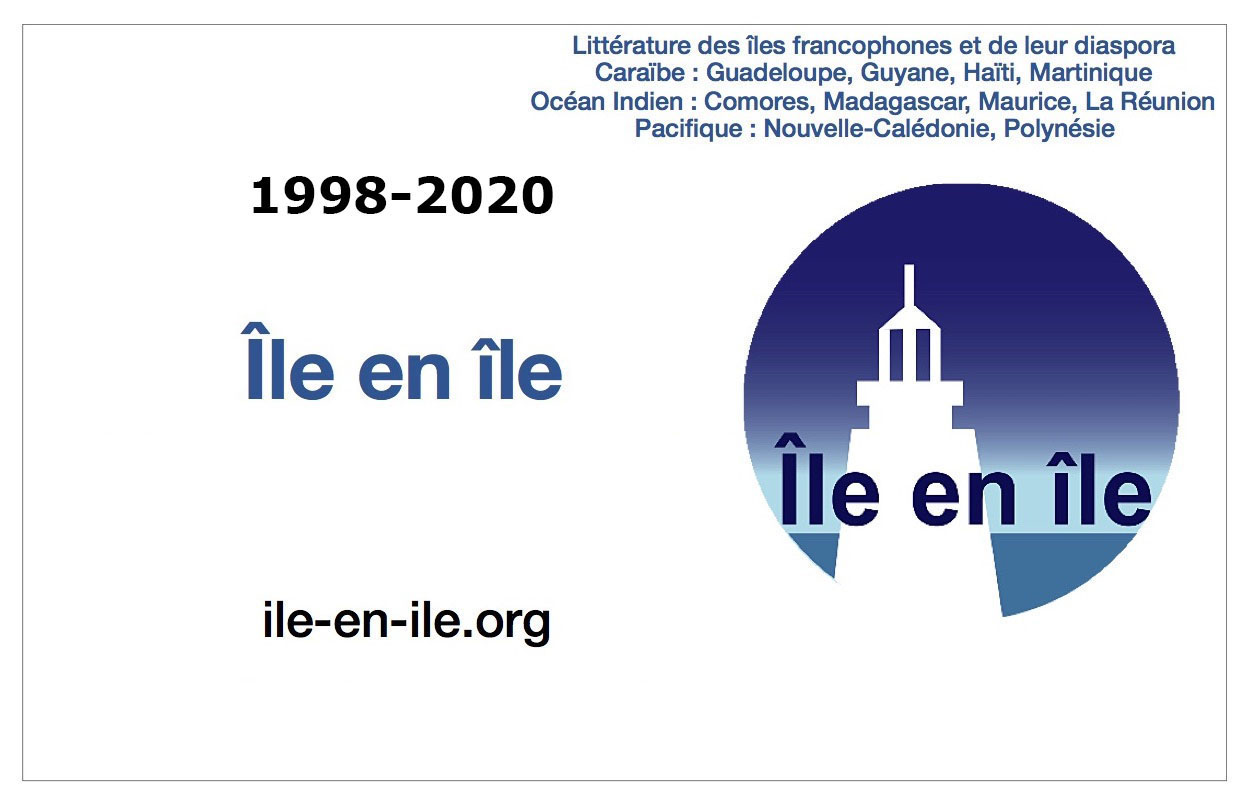 Littérature des îles francophones et de leur diaspora
Caraïbe : Guadeloupe, Guyane, Haïti, Martinique
Océan Indien : Comores, Madagascar, Maurice, La Réunion
Pacifique : Nouvelle-Calédonie, Polynésie
1998-2020
Île en île
Île en île
ile-en-ile.org